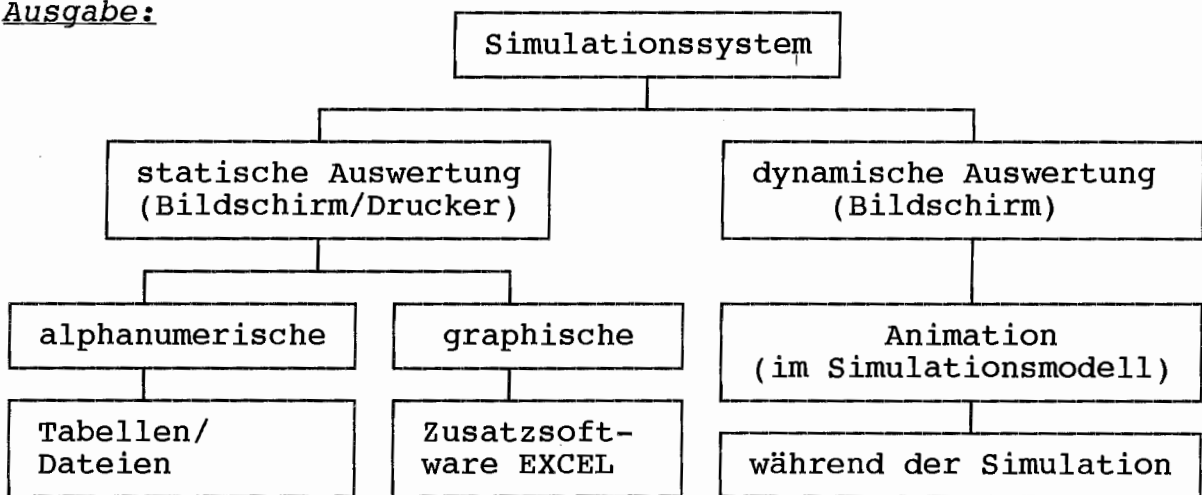 Ausgabe:
Simulationssystem
statische Auswertung
(Bildschirm/Drucker)
dynamische Auswertung
(Bildschirm)
alphanumerische
graphische
Animation
(im Simulationsmodell)
Tabellen/
Dateien
Zusatzsoft-
ware EXCEL
während der Simulation